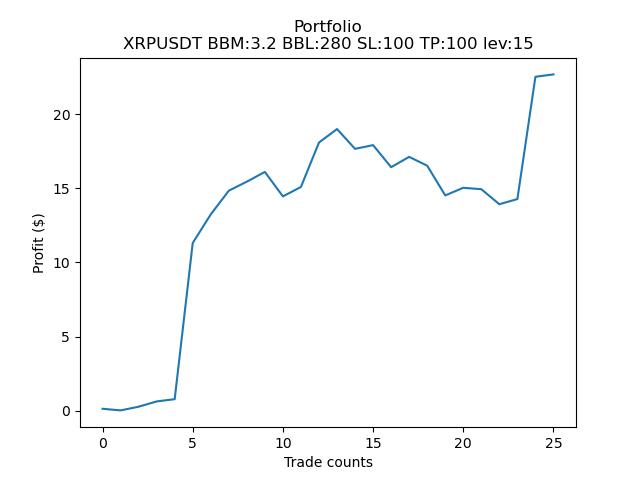 Portfolio
XRPUSDT BBM:3.2 BBL:280 SL:100 TP:100 lev:15
Profit ($)
20
15
10
5
0
0 5 10 15 20 25
Trade counts